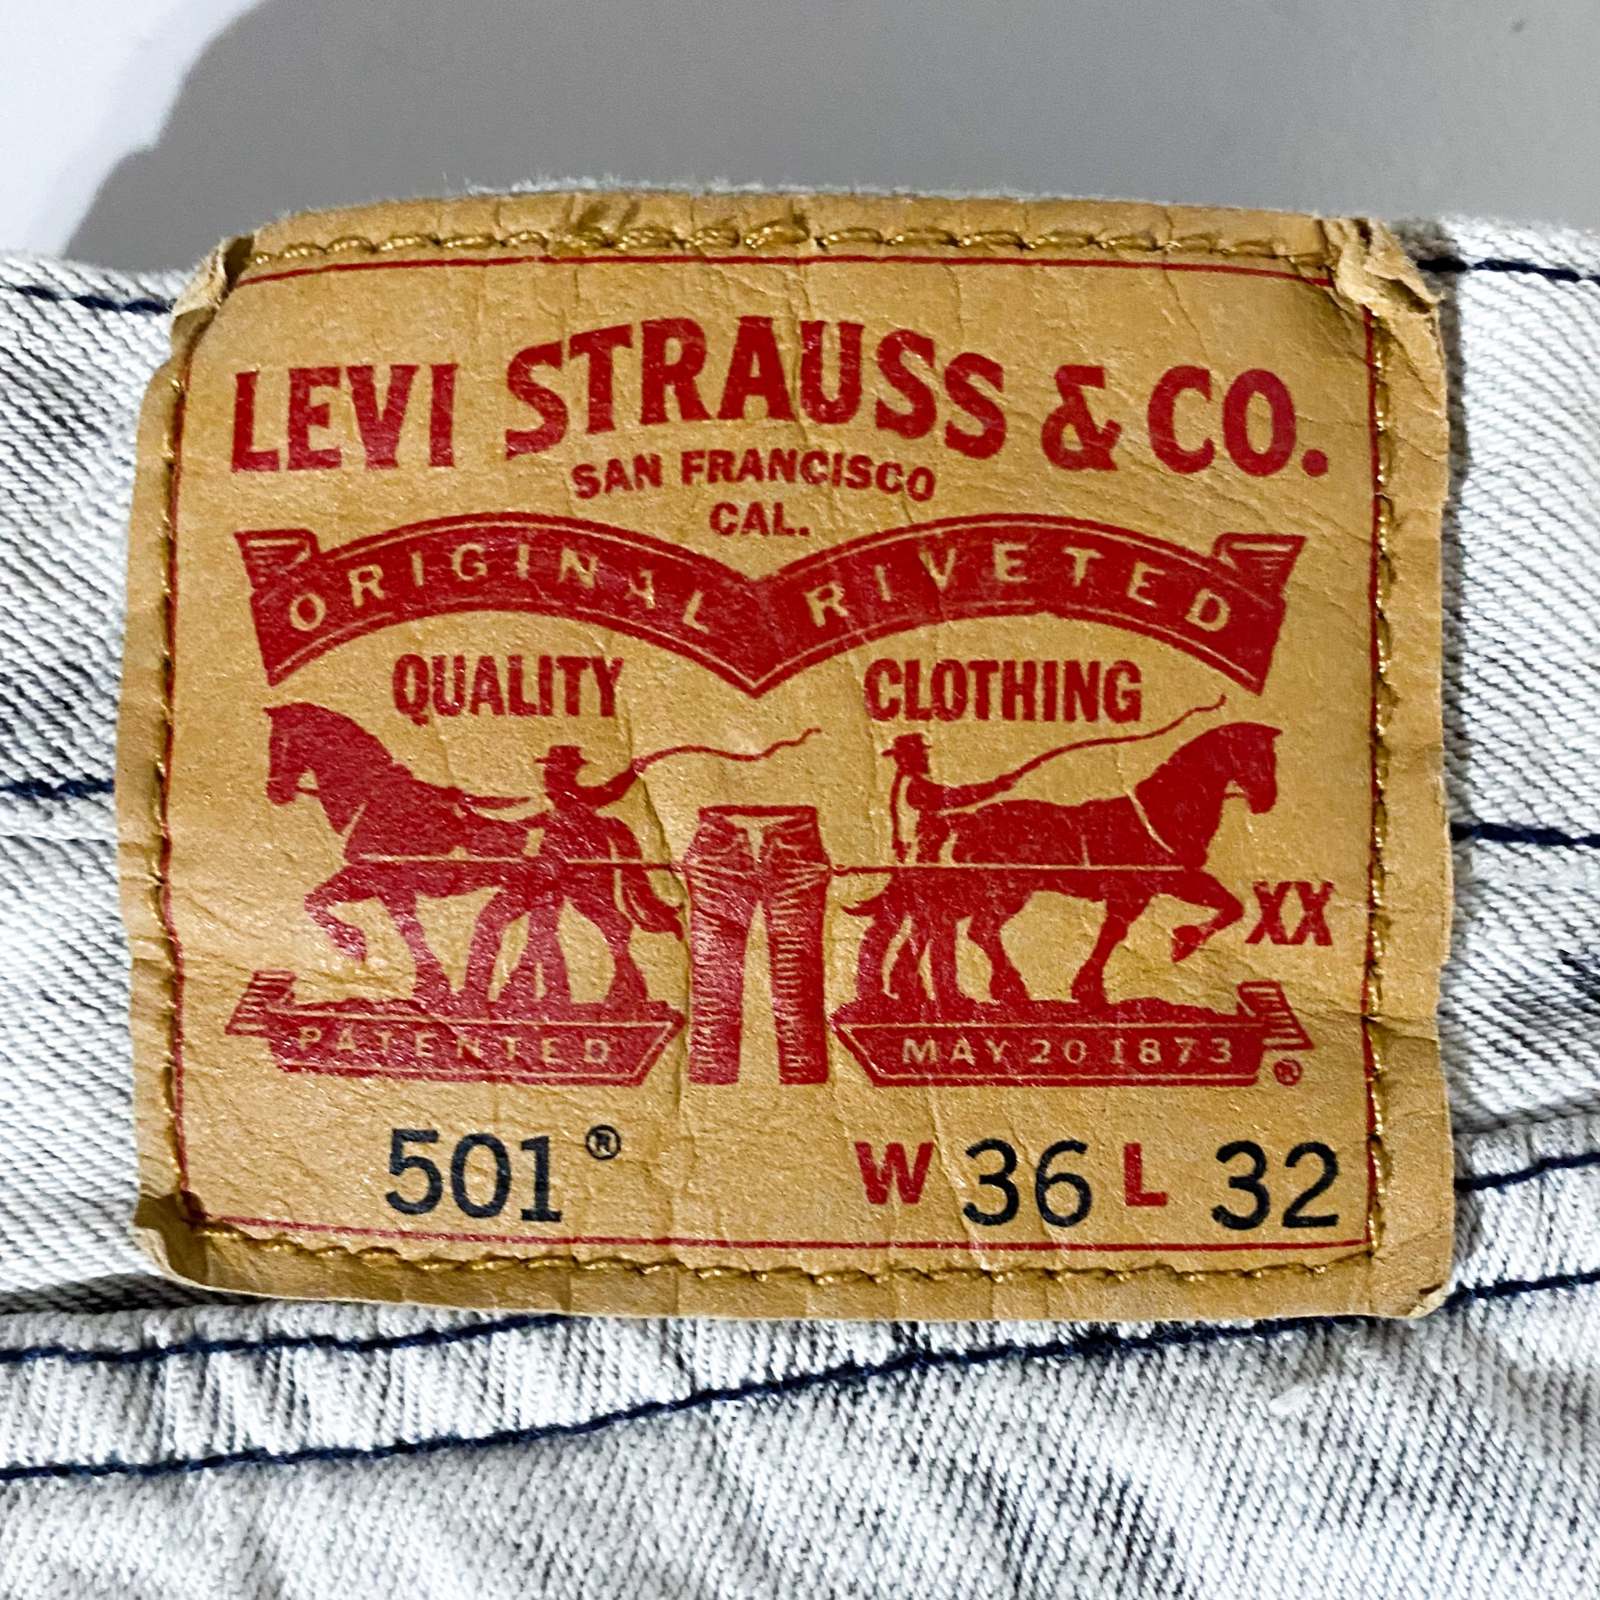 LEVI STRAUSS & CO.
SAN FRANCISCO
CAL.
ORIGINAL RIVETED
QUALITY CLOTHING
XX
PATENTED MAY 20 1873 ®
501® W 36 L 32